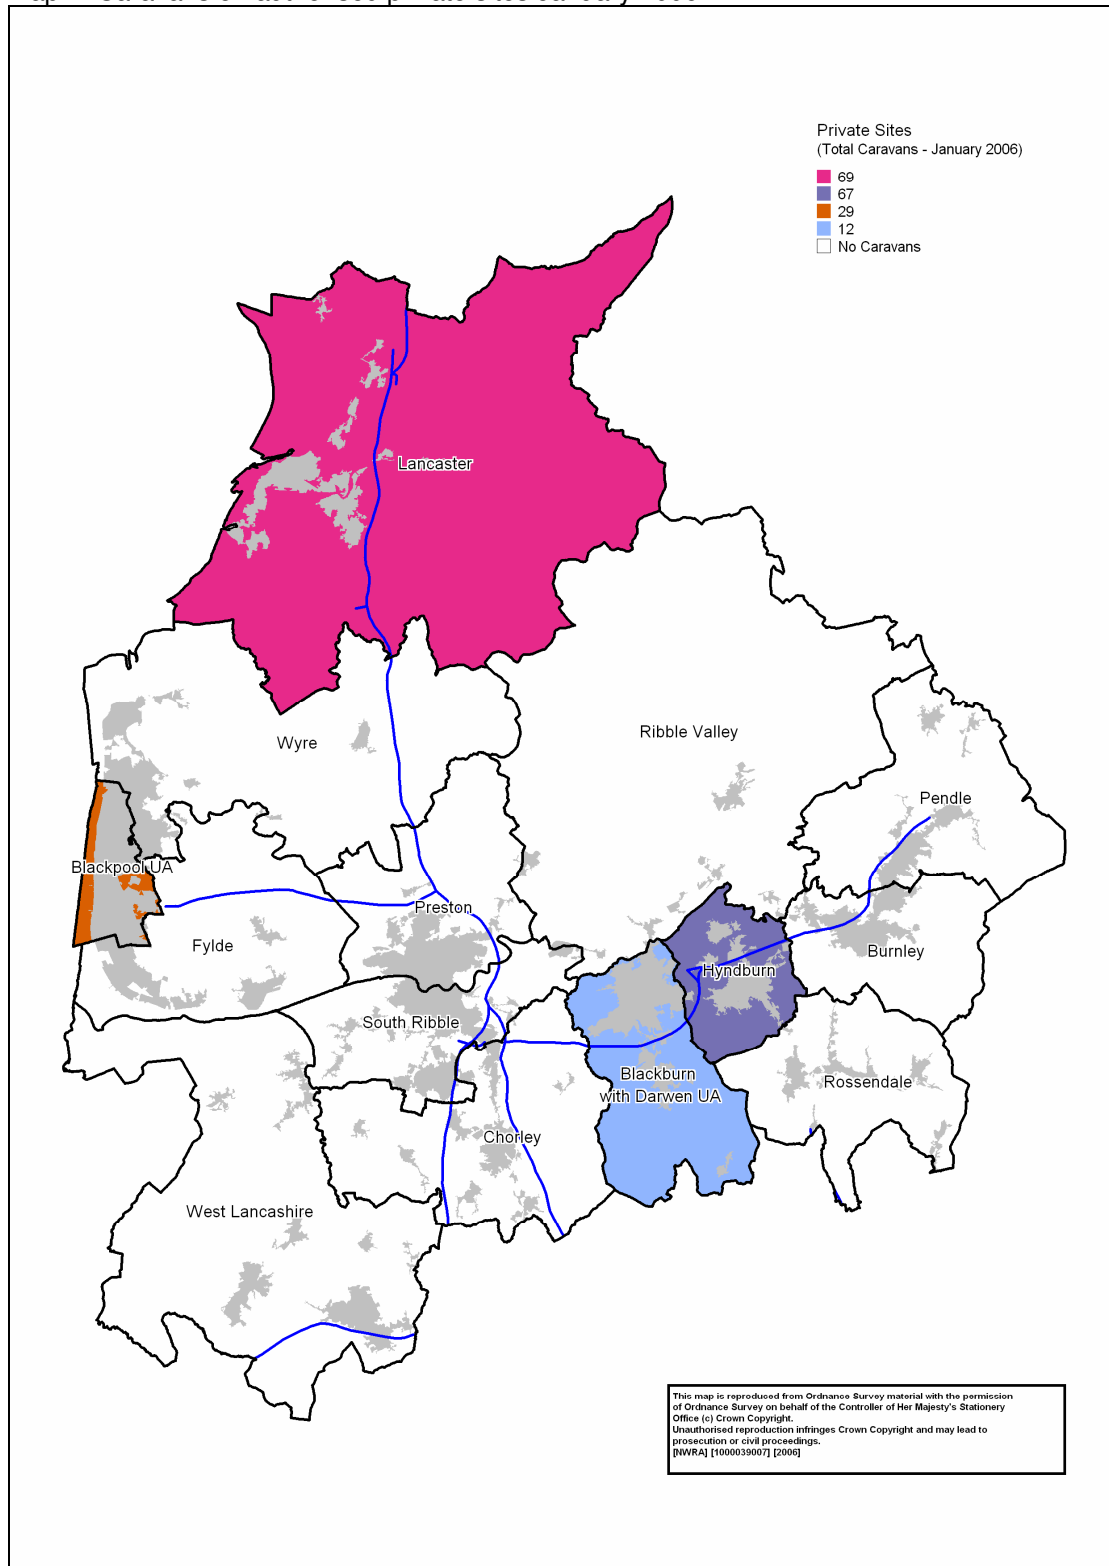 Private Sites
(Total Caravans - January 2006)
69
67
29
12
No Caravans
Lancaster
Wyre
Ribble Valley
Pendle
Blackpool UA
Preston
Fylde
Burnley
Hyndburn
South Ribble
Blackburn
with Darwen UA
Rossendale
Chorley
West Lancashire
This map is reproduced from Ordnance Survey material with the permission
of Ordnance Survey on behalf of the Controller of Her Majesty's Stationery
Office (c) Crown Copyright.
Unauthorised reproduction infringes Crown Copyright and may lead to
prosecution or civil proceedings.
[NWRA] [1000039007] [2006]